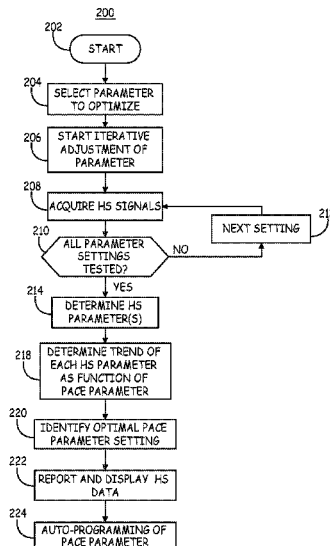 200
202
START
204
SELECT PARAMETER
TO OPTIMIZE
206
START ITERATIVE
ADJUSTMENT OF
PARAMETER
208
ACQUIRE HS SIGNALS
210
ALL PARAMETER
SETTINGS
TESTED?
NO
NEXT SETTING
YES
214
DETERMINE HS
PARAMETER(S)
218
DETERMINE TREND OF
EACH HS PARAMETER
AS FUNCTION OF
PACE PARAMETER
220
IDENTIFY OPTIMAL PACE
PARAMETER SETTING
222
REPORT AND DISPLAY HS
DATA
224
AUTO-PROGRAMMING OF
PACE PARAMETER